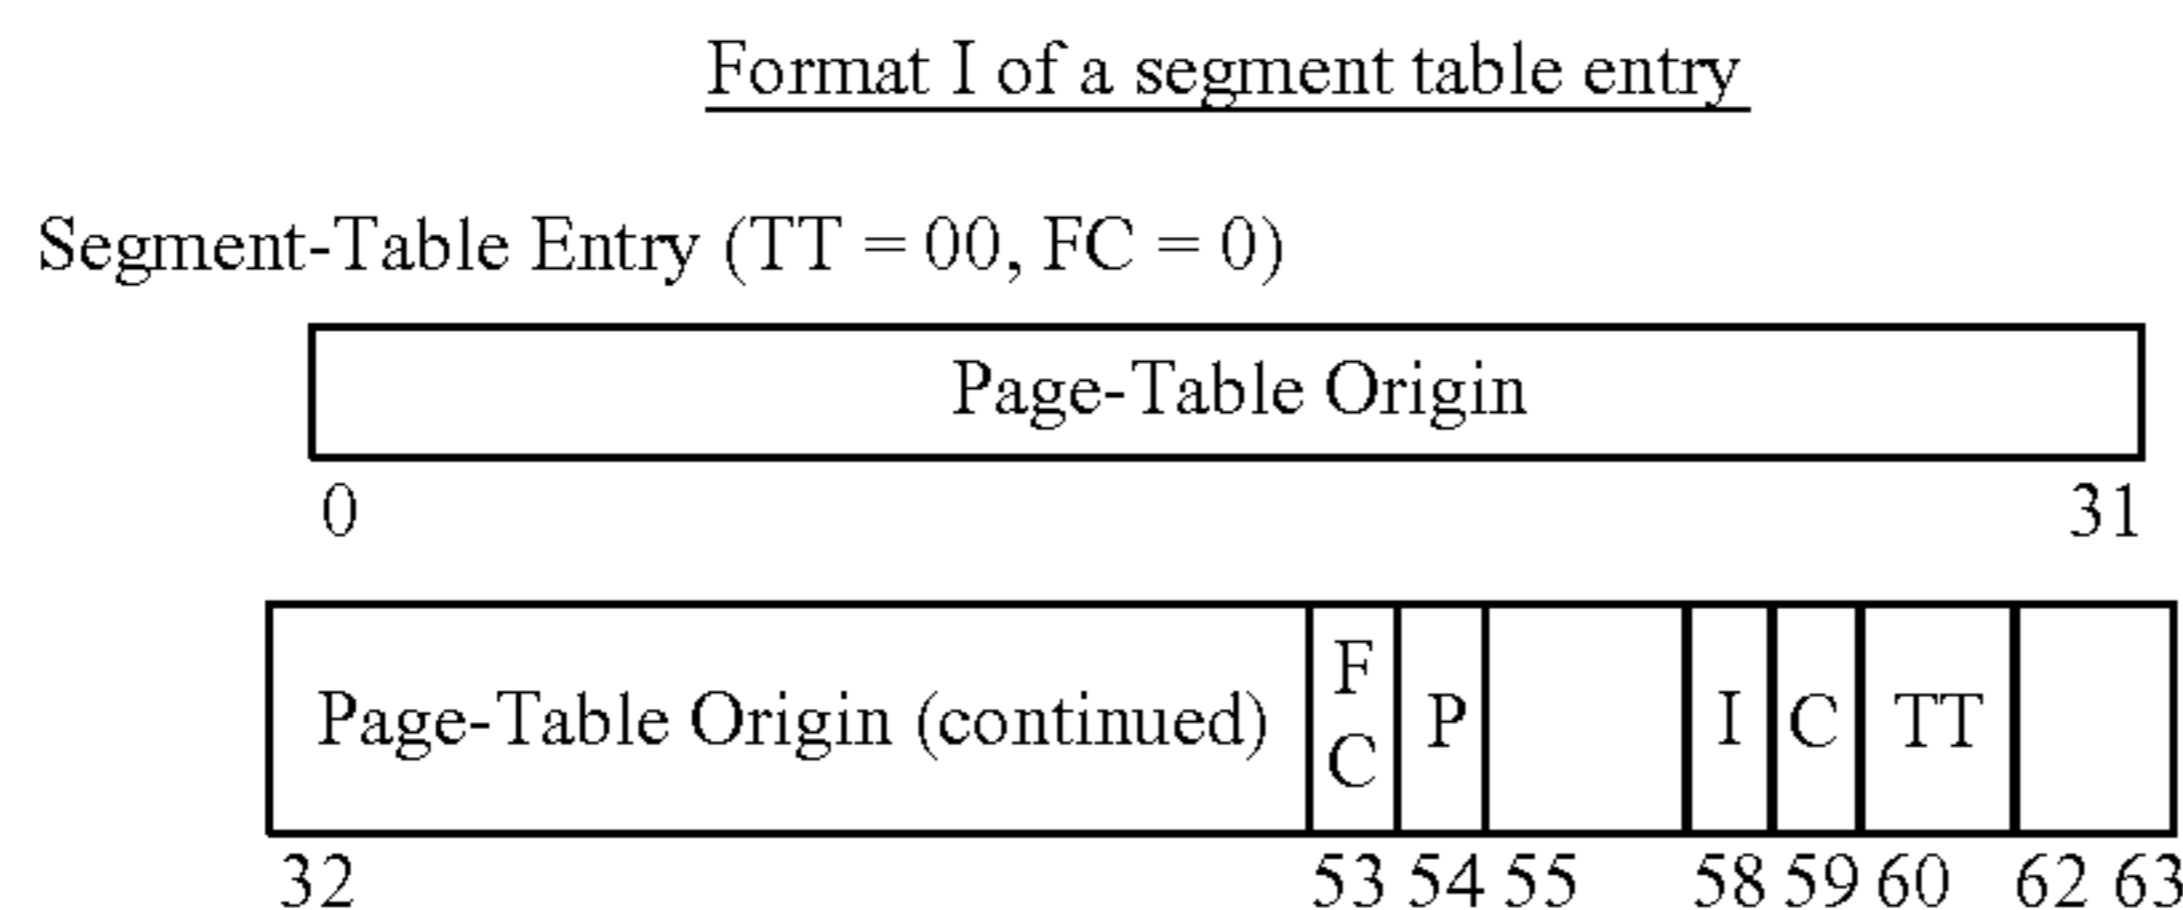 Format I of a segment table entry
Segment-Table Entry (TT = 00, FC = 0)
Page-Table Origin
0 31
Page-Table Origin (continued) F C P I C TT
32 53 54 55 58 59 60 62 63